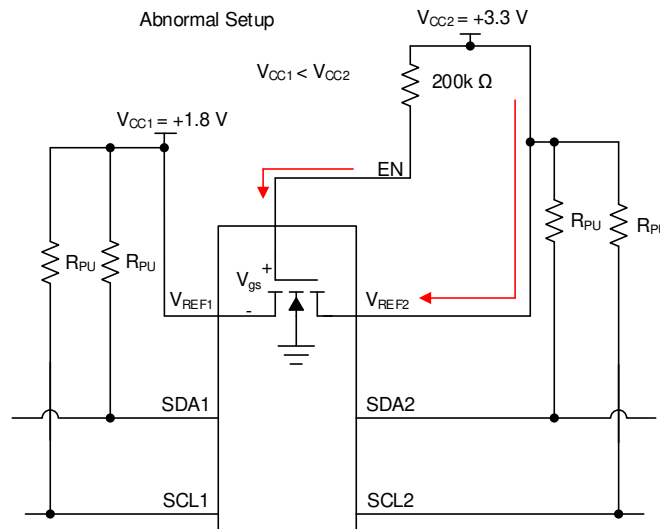 Abnormal Setup
VCC2 = +3.3 V
VCC1 < VCC2
200k Ω
VCC1 = +1.8 V
EN
RPU
RPU
RPU
RP
Vgs
+
-
VREF1
VREF2
SDA1
SDA2
SCL1
SCL2